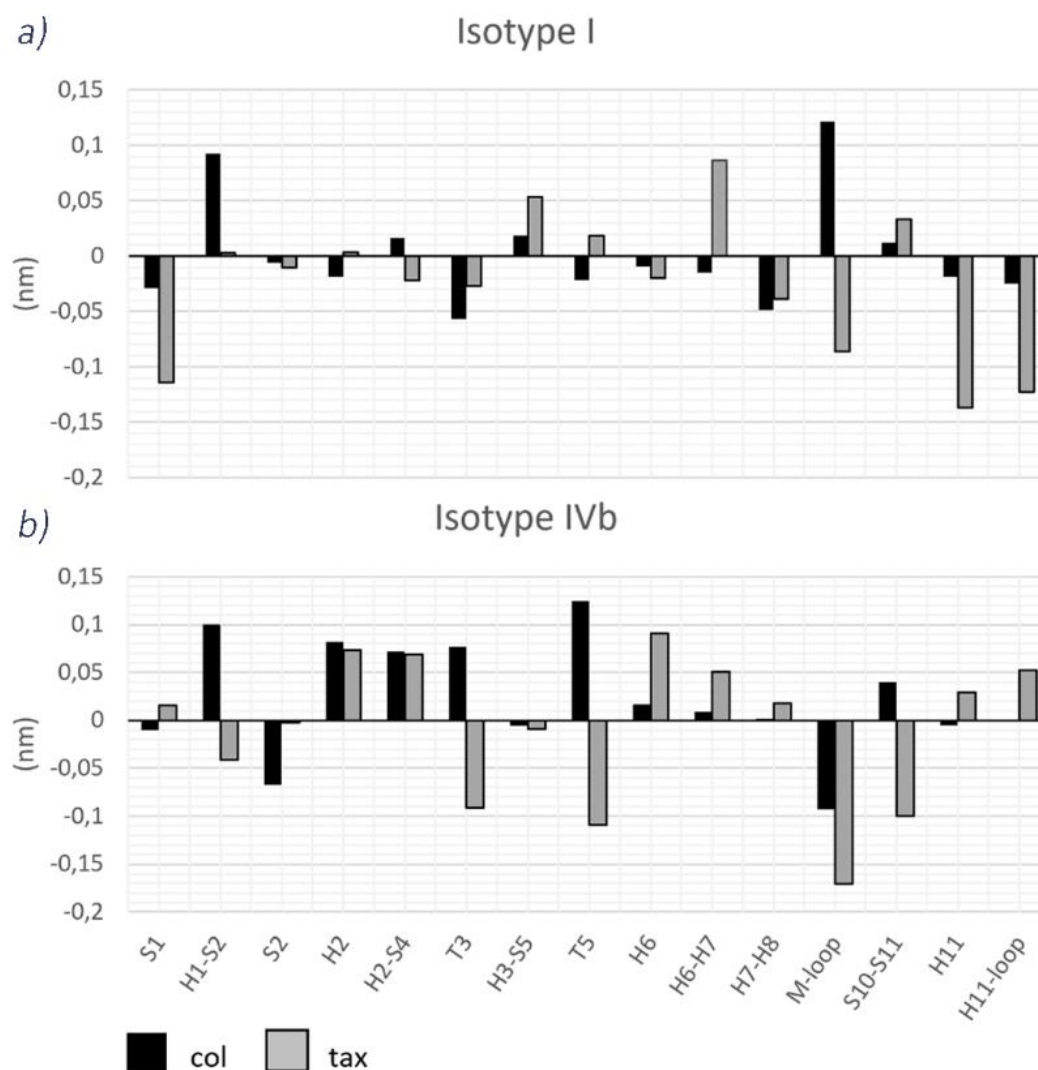 a)
Isotype I
0,15
0,1
0,05
0
-0,05
-0,1
-0,15
-0,2
(nm)
b)
Isotype IVb
0,15
0,1
0,05
0
-0,05
-0,1
-0,15
-0,2
(nm)
S1
H1-S2
S2
H2
H2-S4
T3
H3-S5
T5
H6
H6-H7
H7-H8
M-loop
S10-S11
H11
H11-loop
col
tax